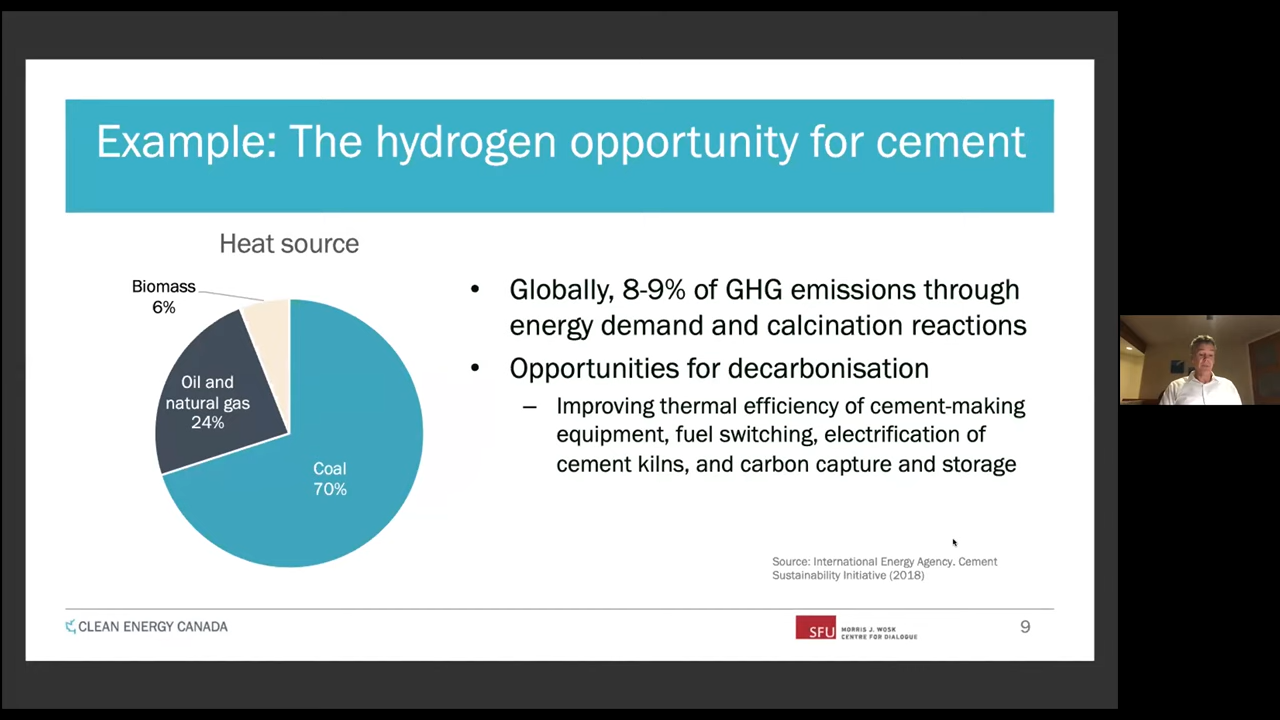 Example: The hydrogen opportunity for cement
Heat source
Biomass
6%
Oil and
natural gas
24%
Coal
70%
• Globally, 8-9% of GHG emissions through
energy demand and calcination reactions
• Opportunities for decarbonisation
– Improving thermal efficiency of cement-making
equipment, fuel switching, electrification of
cement kilns, and carbon capture and storage
Source: International Energy Agency. Cement
Sustainability Initiative (2018)
CLEAN ENERGY CANADA
SFU
MORRIS J. WOSK
CENTRE FOR DIALOGUE
9